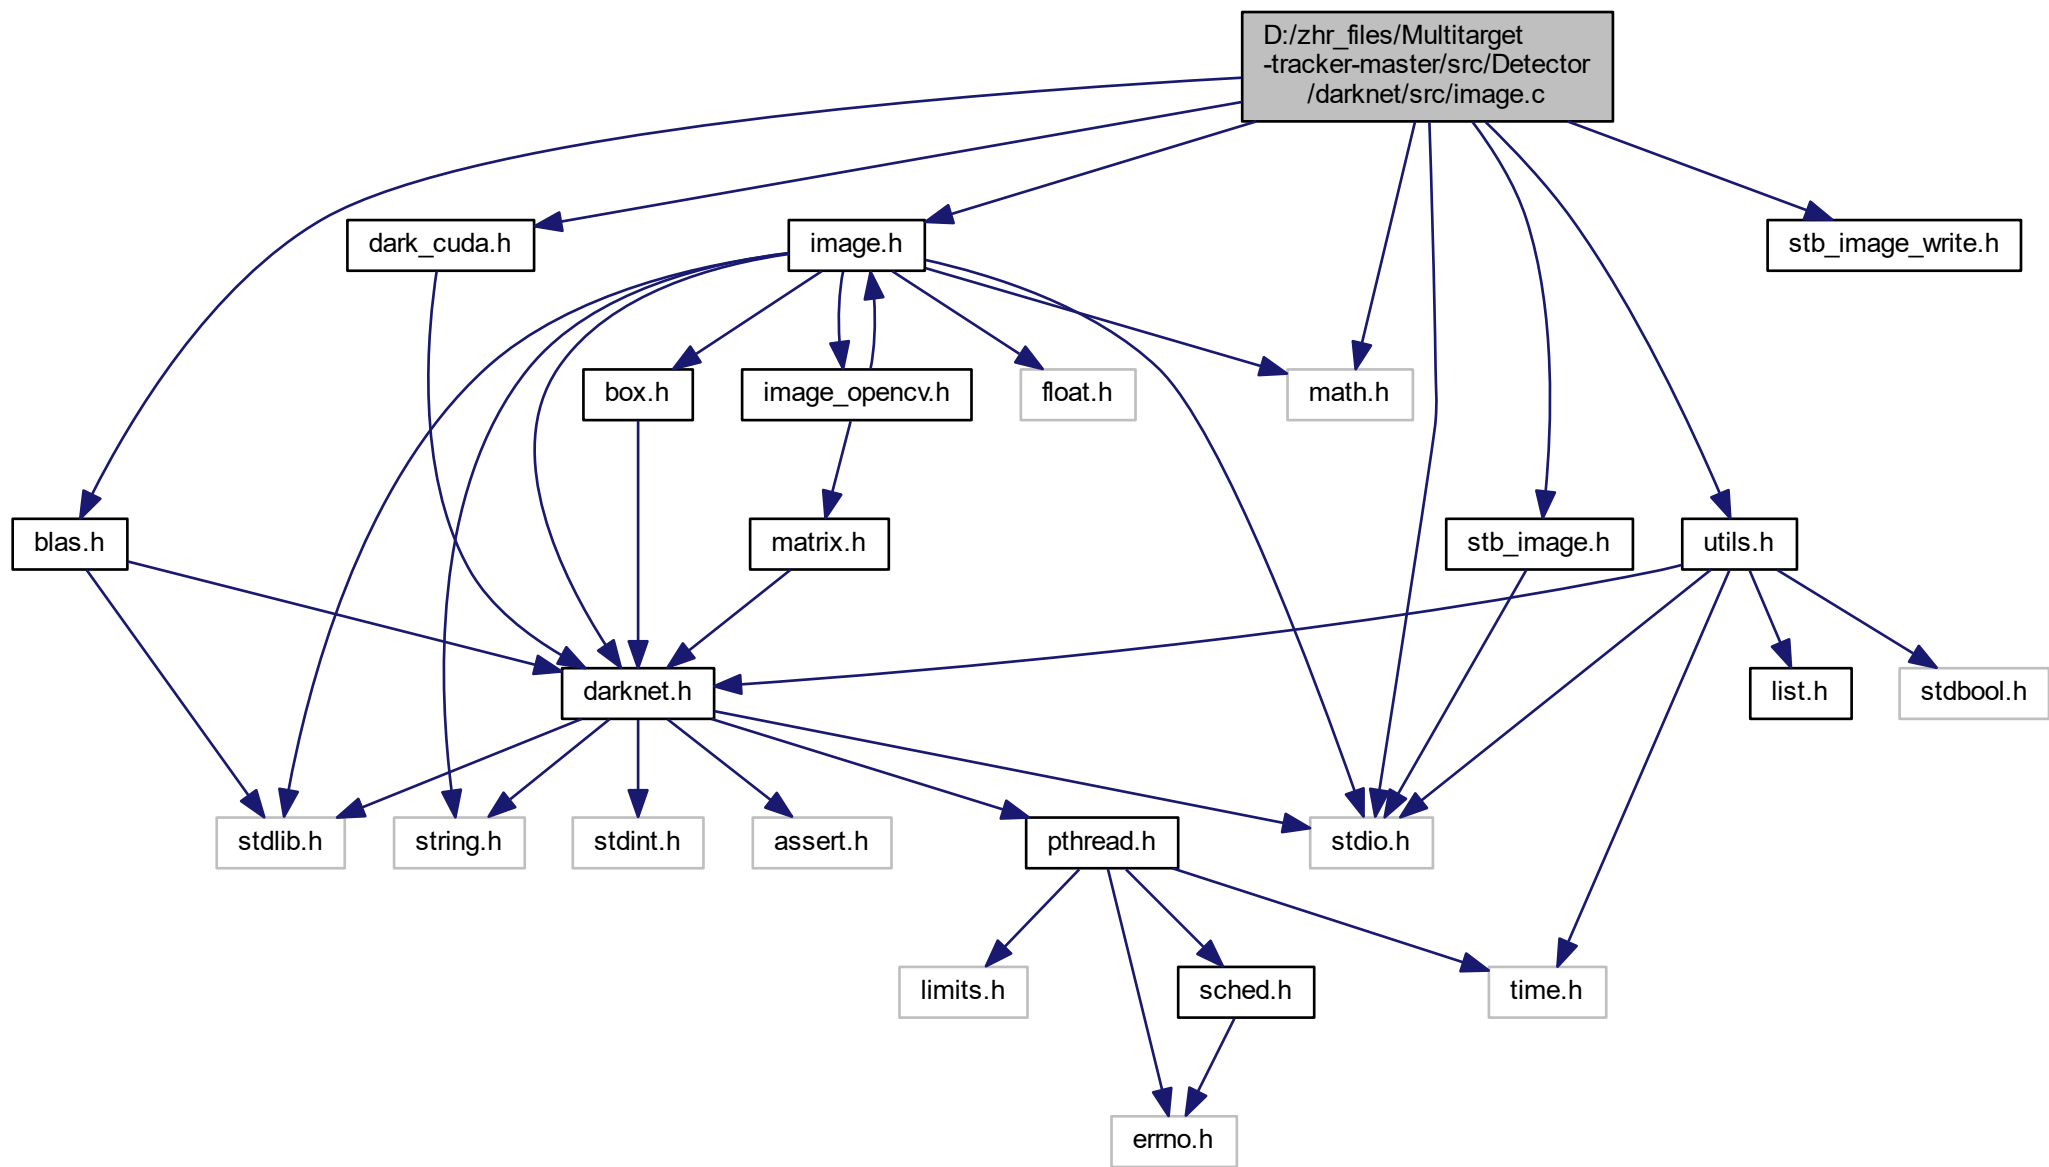 D:/zhr_files/Multitarget
-tracker-master/src/Detector
/darknet/src/image.c
dark_cuda.h
image.h
stb_image_write.h
box.h
image_opencv.h
float.h
math.h
blas.h
matrix.h
stb_image.h
utils.h
darknet.h
list.h
stdbool.h
stdlib.h
string.h
stdint.h
assert.h
pthread.h
stdio.h
limits.h
sched.h
time.h
errno.h